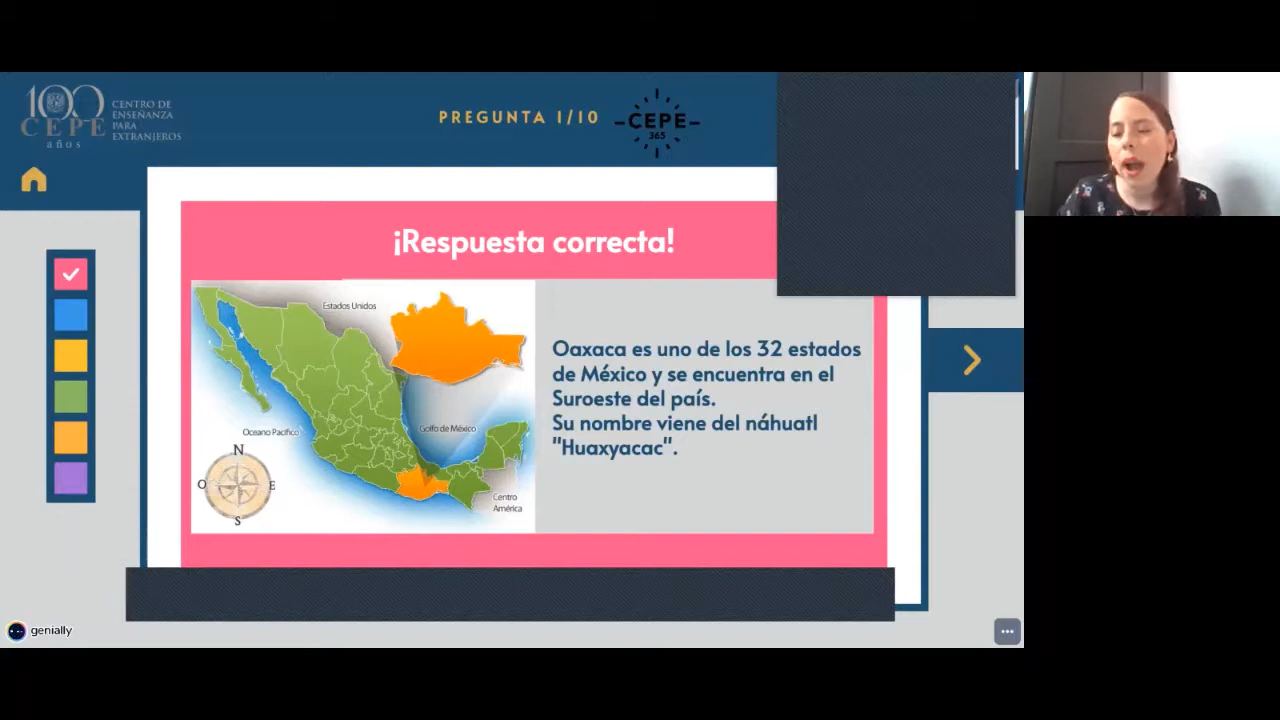 100
CEPE
años
CENTRO DE
ENSEÑANZA
PARA
EXTRANJEROS
PREGUNTA 1/10
CEPE
365
¡Respuesta correcta!
Estados Unidos
Oceano Pacífico
Golfo de México
Centro
América
N
O
E
S
Oaxaca es uno de los 32 estados
de México y se encuentra en el
Suroeste del país.
Su nombre viene del náhuatl
"Huaxyacac".
genially